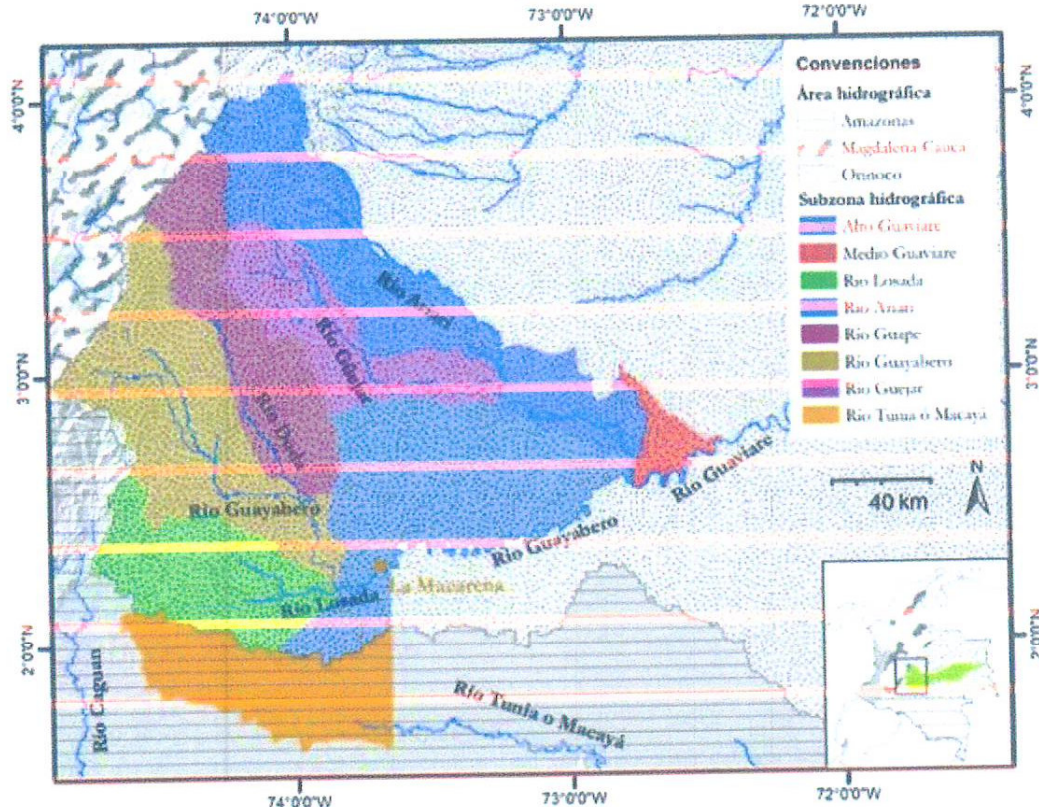 74°0'0"W
73°0'0"W
72°0'0"W
4°0'0"N
4°0'0"N
3°0'0"N
3°0'0"N
2°0'0"N
2°0'0"N
Convenciones
Área hidrográfica
Amazonas
Magdalena Cauca
Orinoco
Subzona hidrográfica
Alto Guaviare
Medio Guaviare
Río Losada
Río Ariari
Río Guape
Río Guayabero
Río Guejar
Río Tunia o Macayá
Río Ariari
Río Guejar
Río Duda
Río Guayabero
Río Guayabero
Río Guaviare
La Macarena
Río Losada
Río Caguan
Río Tunia o Macayá
40 km
N
74°0'0"W
73°0'0"W
72°0'0"W